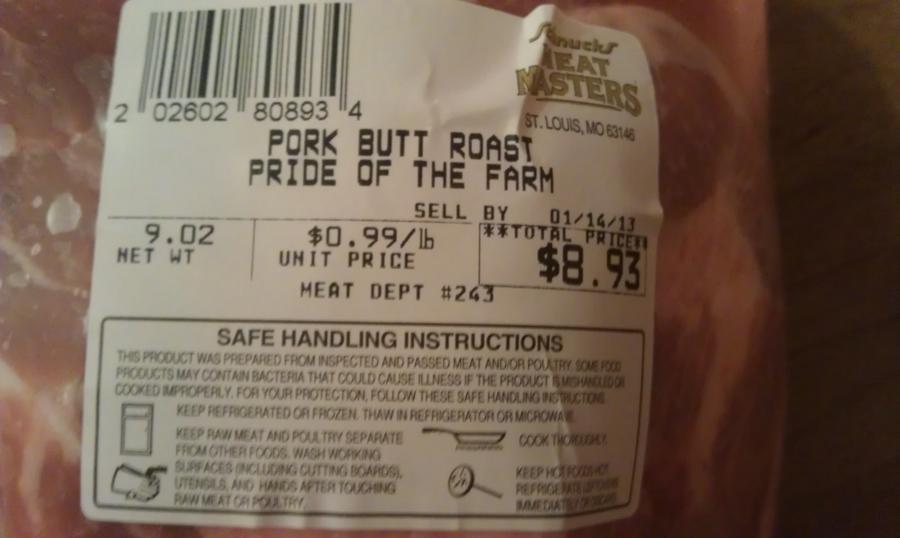 Schnucks
MEAT
MASTERS
ST. LOUIS, MO 63146
2 02602 80893 4
PORK BUTT ROAST
PRIDE OF THE FARM
SELL BY 01/14/13
9.02
NET WT
$0.99/lb
UNIT PRICE
**TOTAL PRICE**
$8.93
MEAT DEPT #243
SAFE HANDLING INSTRUCTIONS
THIS PRODUCT WAS PREPARED FROM INSPECTED AND PASSED MEAT AND/OR POULTRY. SOME FOOD
PRODUCTS MAY CONTAIN BACTERIA THAT COULD CAUSE ILLNESS IF THE PRODUCT IS MISHANDLED OR
COOKED IMPROPERLY. FOR YOUR PROTECTION, FOLLOW THESE SAFE HANDLING INSTRUCTIONS.
KEEP REFRIGERATED OR FROZEN. THAW IN REFRIGERATOR OR MICROWAVE.
KEEP RAW MEAT AND POULTRY SEPARATE
FROM OTHER FOODS. WASH WORKING
SURFACES (INCLUDING CUTTING BOARDS),
UTENSILS, AND HANDS AFTER TOUCHING
RAW MEAT OR POULTRY.
COOK THOROUGHLY.
KEEP HOT FOODS HOT.
REFRIGERATE LEFTOVERS
IMMEDIATELY OR DISCARD.